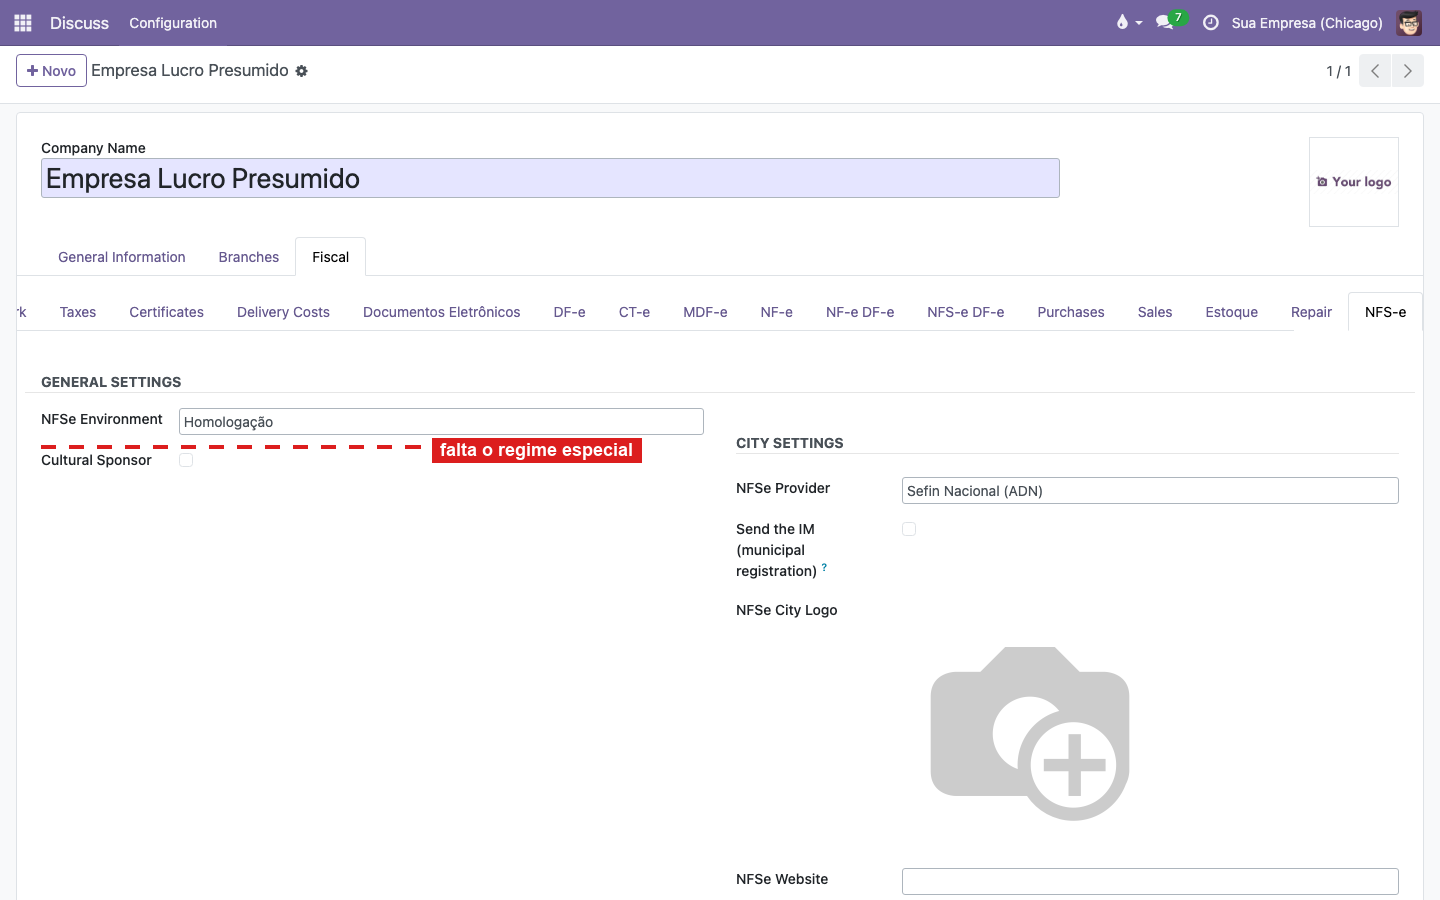 Discuss Configuration 7 Sua Empresa (Chicago)
Novo Empresa Lucro Presumido 1 / 1
Company Name
Empresa Lucro Presumido
Your logo
General Information Branches Fiscal
rk Taxes Certificates Delivery Costs Documentos Eletrônicos DF-e CT-e MDF-e NF-e NF-e DF-e NFS-e DF-e Purchases Sales Estoque Repair NFS-e
GENERAL SETTINGS
NFSe Environment Homologação
falta o regime especial
Cultural Sponsor
CITY SETTINGS
NFSe Provider Sefin Nacional (ADN)
Send the IM
(municipal
registration) ?
NFSe City Logo
NFSe Website